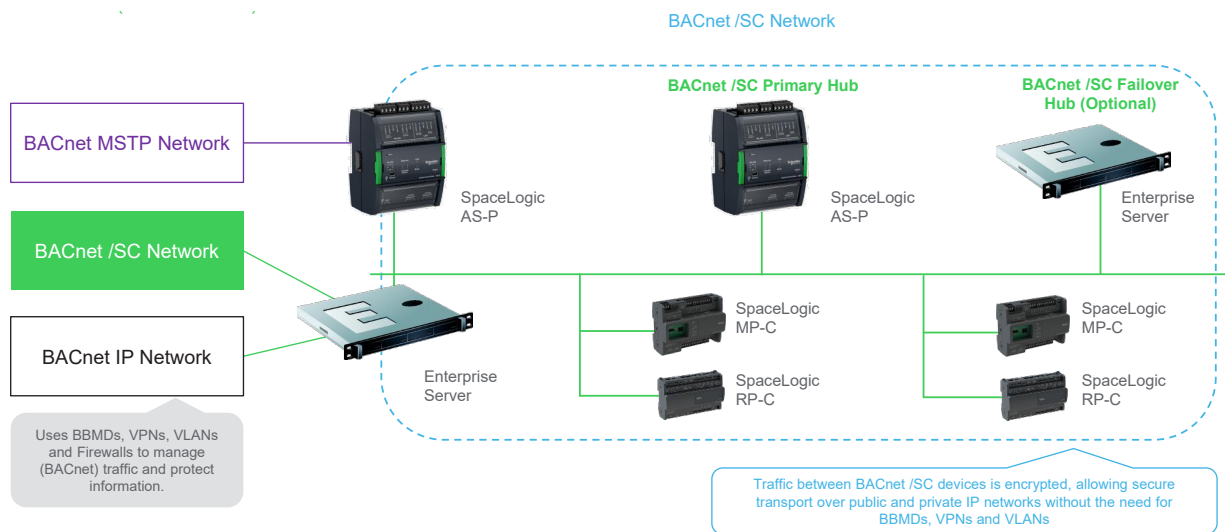 BACnet /SC Network
BACnet /SC Primary Hub
BACnet /SC Failover
Hub (Optional)
BACnet MSTP Network
SpaceLogic
AS-P
SpaceLogic
AS-P
Enterprise
Server
BACnet /SC Network
SpaceLogic
MP-C
SpaceLogic
MP-C
BACnet IP Network
Enterprise
Server
SpaceLogic
RP-C
SpaceLogic
RP-C
Uses BBMDs, VPNs, VLANs
and Firewalls to manage
(BACnet) traffic and protect
information.
Traffic between BACnet /SC devices is encrypted, allowing secure
transport over public and private IP networks without the need for
BBMDs, VPNs and VLANs